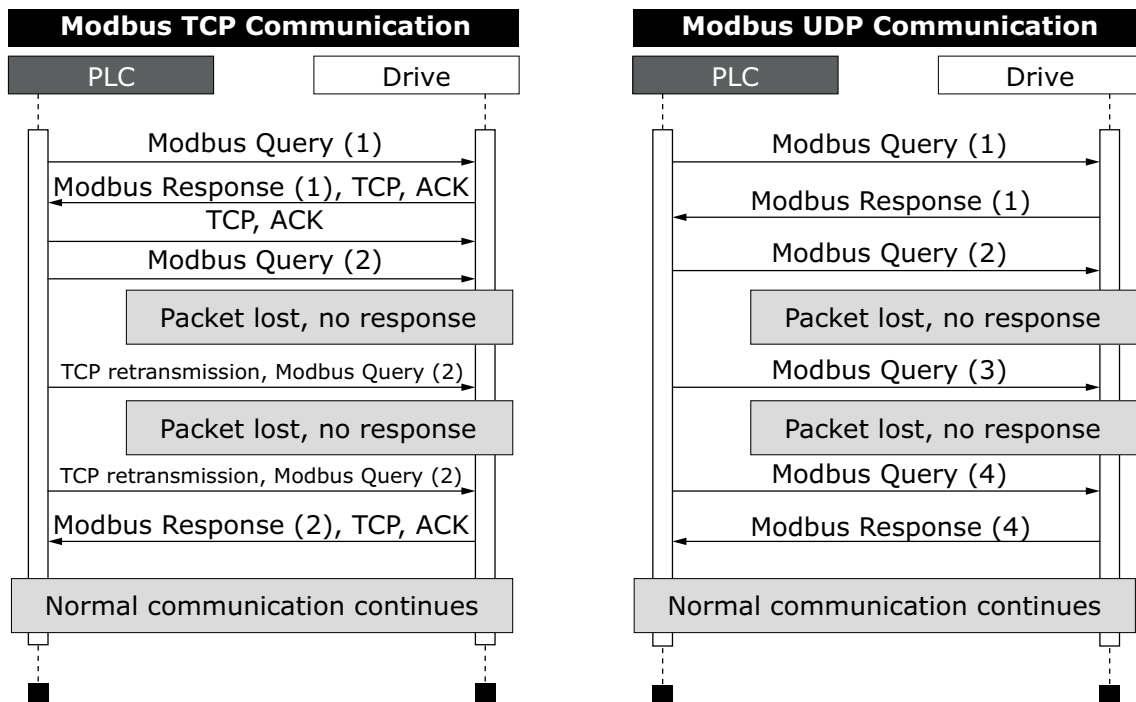 Modbus TCP Communication
PLC
Drive
Modbus Query (1)
Modbus Response (1), TCP, ACK
TCP, ACK
Modbus Query (2)
Packet lost, no response
TCP retransmission, Modbus Query (2)
Packet lost, no response
TCP retransmission, Modbus Query (2)
Modbus Response (2), TCP, ACK
Normal communication continues
Modbus UDP Communication
PLC
Drive
Modbus Query (1)
Modbus Response (1)
Modbus Query (2)
Packet lost, no response
Modbus Query (3)
Packet lost, no response
Modbus Query (4)
Modbus Response (4)
Normal communication continues